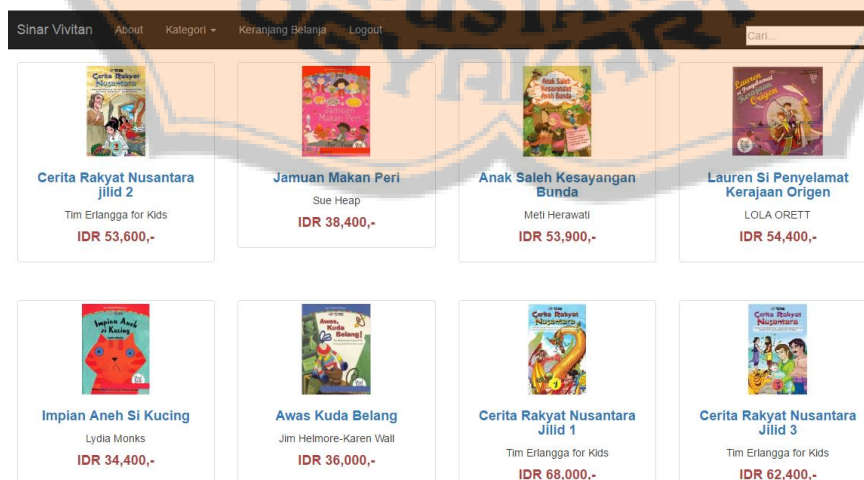 Sinar Vivitan About Kategori Keranjang Belanja Logout Cari...
Cerita Rakyat Nusantara
jilid 2
Tim Erlangga for Kids
IDR 53,600,-
Jamuan Makan Peri
Sue Heap
IDR 38,400,-
Anak Saleh Kesayangan
Bunda
Meti Herawati
IDR 53,900,-
Lauren Si Penyelamat
Kerajaan Origen
LOLA ORETT
IDR 54,400,-
Impian Aneh Si Kucing
Lydia Monks
IDR 34,400,-
Awas Kuda Belang
Jim Helmore-Karen Wall
IDR 36,000,-
Cerita Rakyat Nusantara
Jilid 1
Tim Erlangga for Kids
IDR 68,000,-
Cerita Rakyat Nusantara
Jilid 3
Tim Erlangga for Kids
IDR 62,400,-